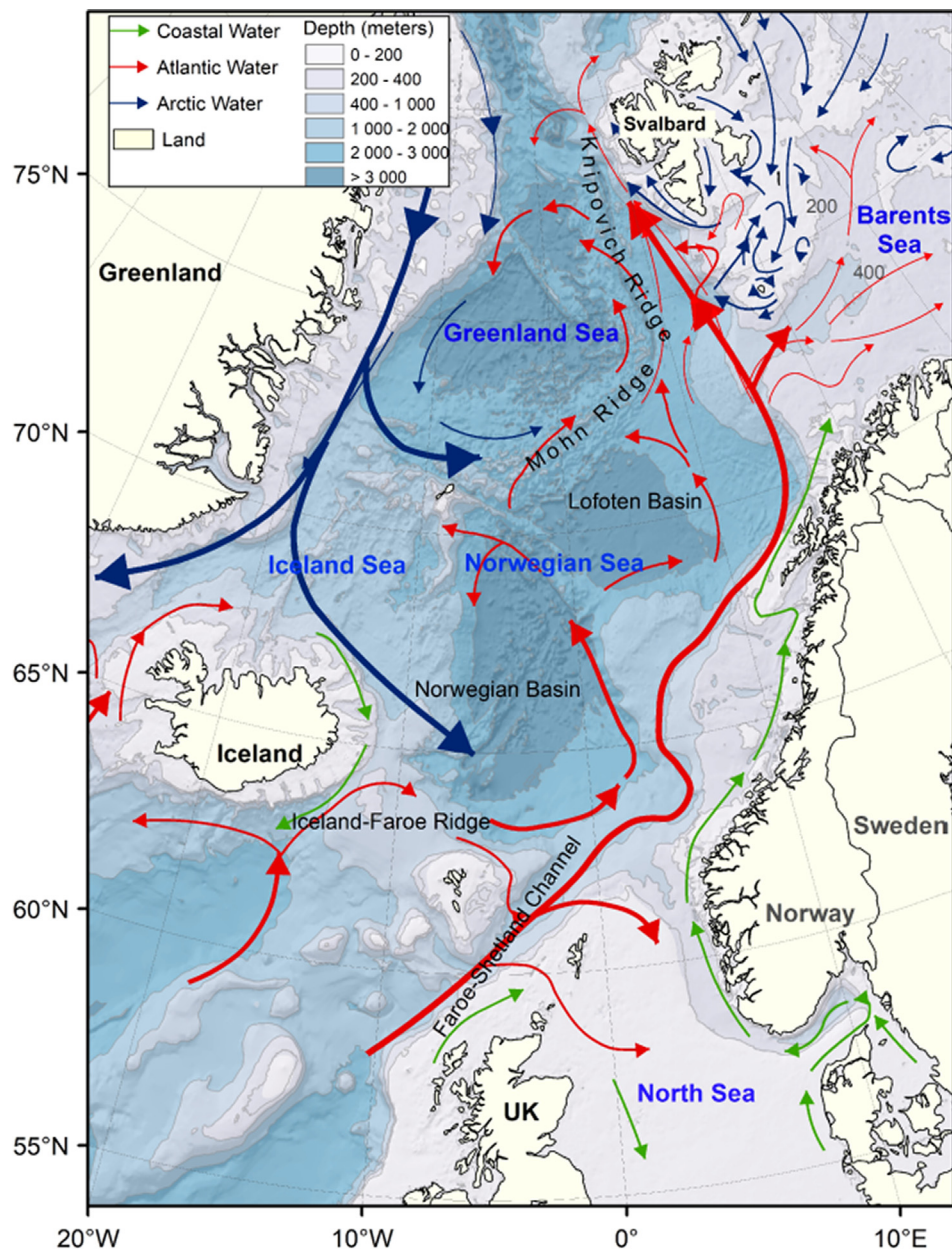 Coastal Water
Atlantic Water
Arctic Water
Land
Depth (meters)
0 - 200
200 - 400
400 - 1 000
1 000 - 2 000
2 000 - 3 000
> 3 000
75°N
70°N
65°N
60°N
55°N
20°W
10°W
0°
10°E
Svalbard
Knipovich Ridge
200
Barents
Sea
400
Greenland
Greenland Sea
Mohn Ridge
Lofoten Basin
Iceland Sea
Norwegian Sea
Norwegian Basin
Iceland
Iceland-Faroe Ridge
Faroe-Shetland Channel
Sweden
Norway
North Sea
UK